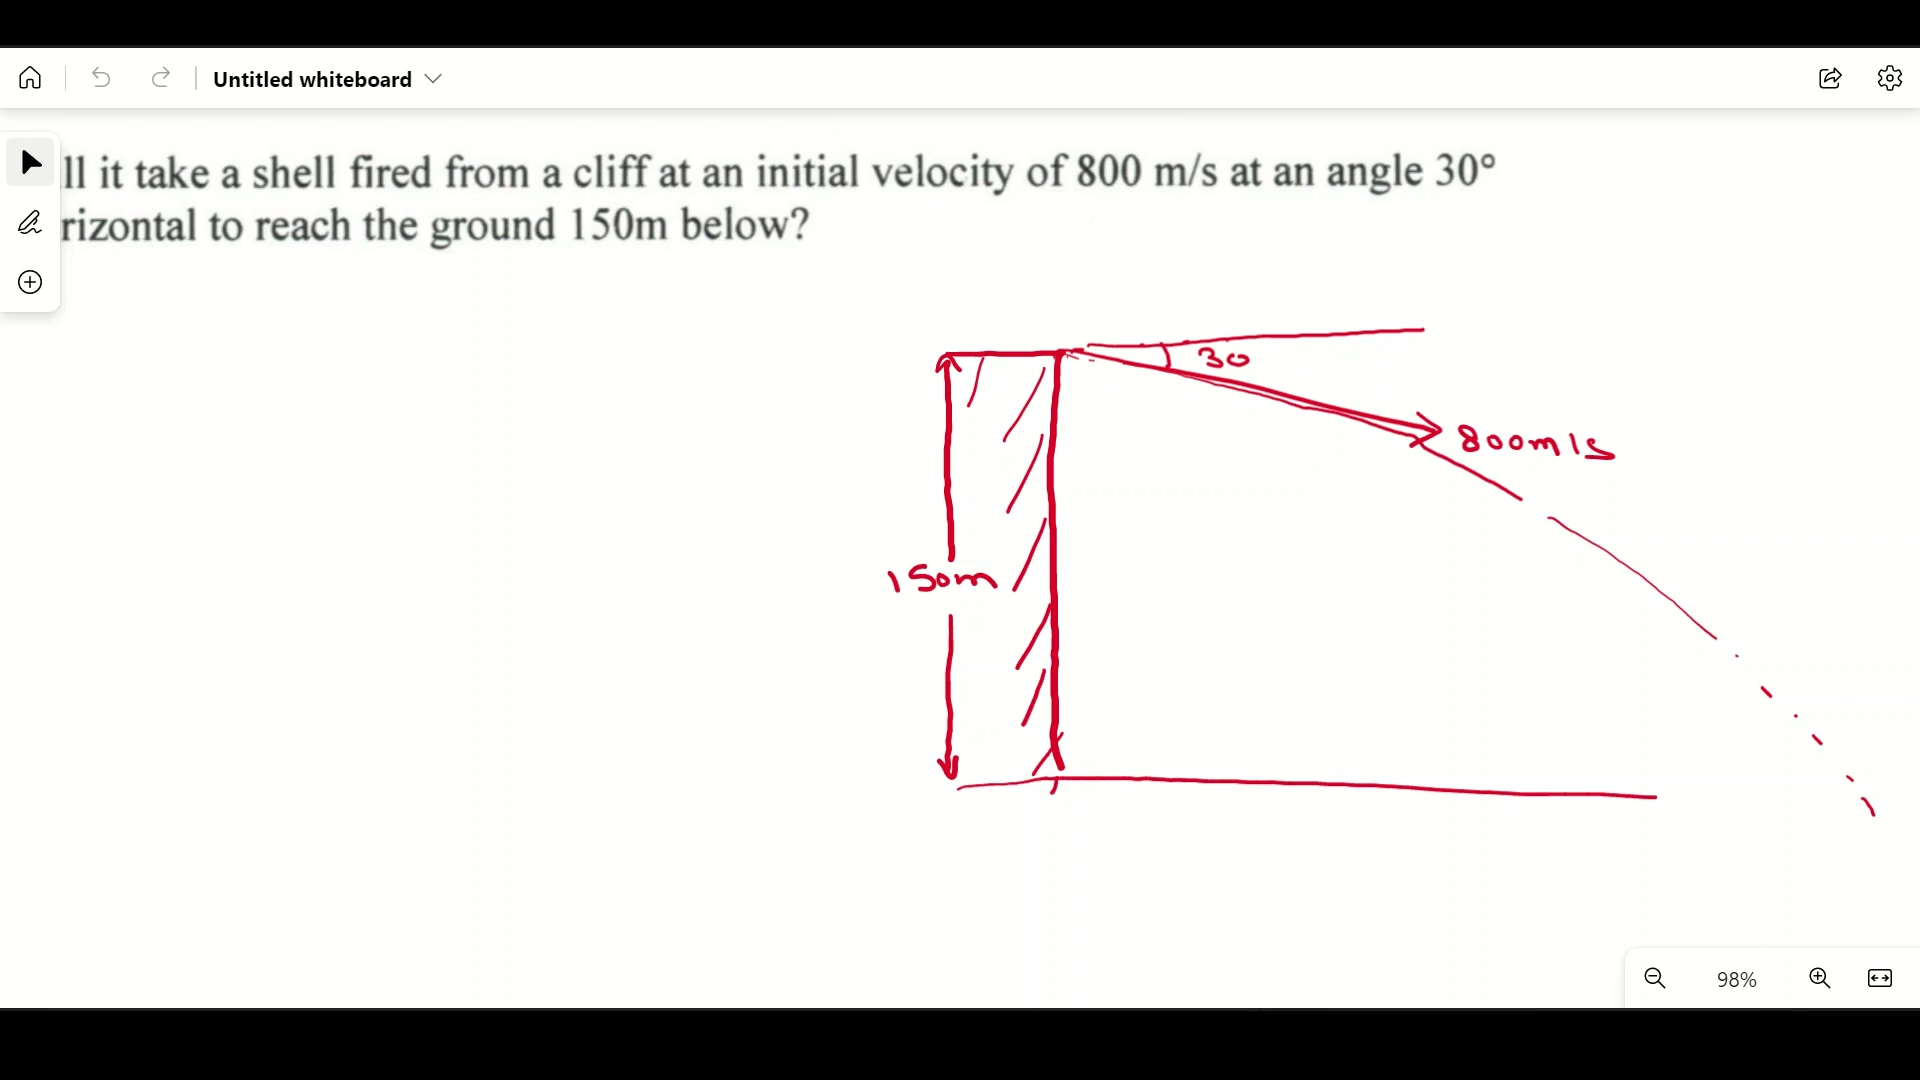 Untitled whiteboard
ll it take a shell fired from a cliff at an initial velocity of 800 m/s at an angle 30°
rizontal to reach the ground 150m below?
30
800m/s
150m
98%